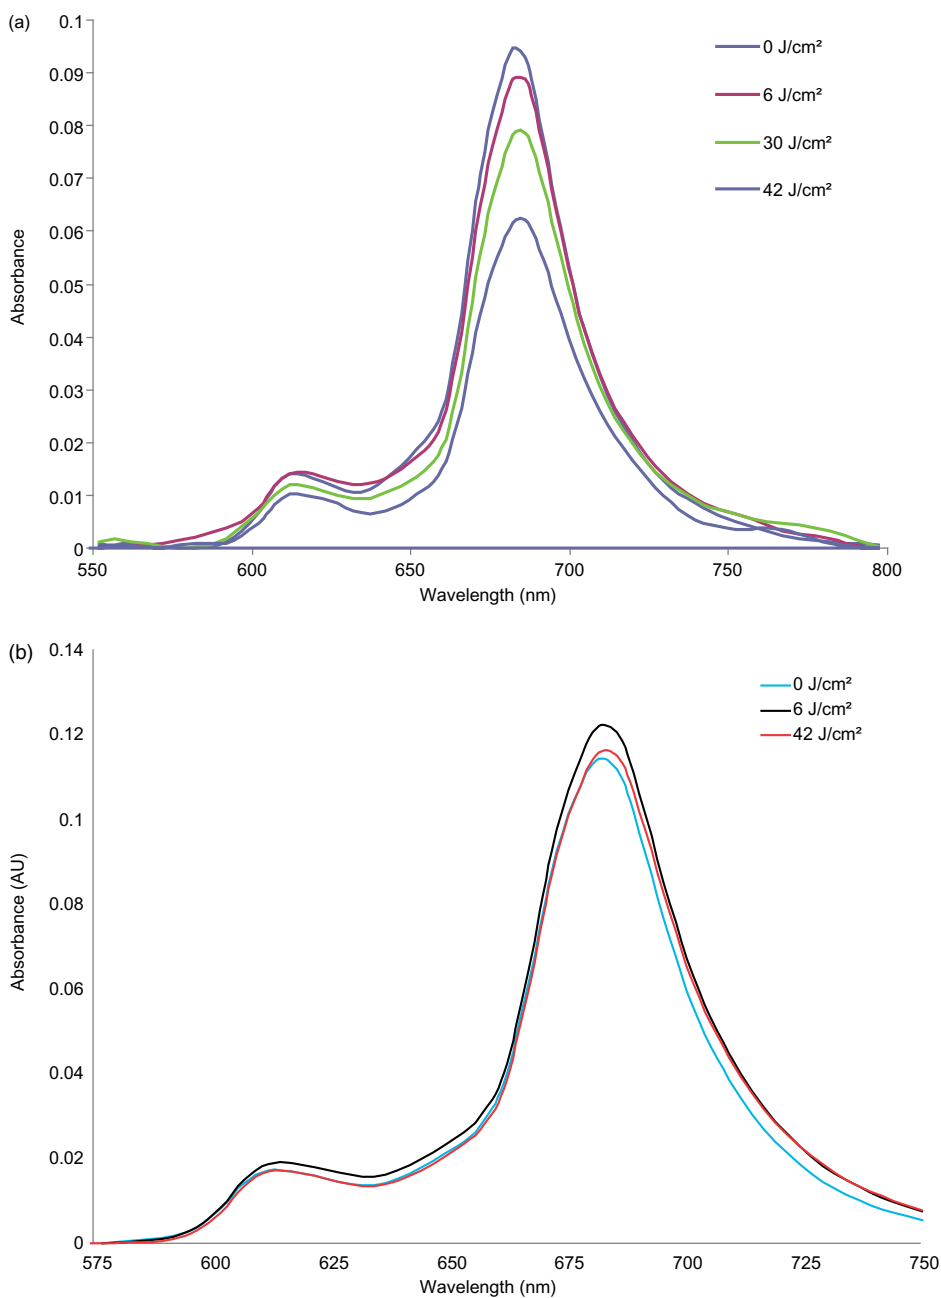 (a)
0.1
0.09
0.08
0.07
0.06
0.05
0.04
0.03
0.02
0.01
0
Absorbance
550 600 650 700 750 800
Wavelength (nm)
0 J/cm²
6 J/cm²
30 J/cm²
42 J/cm²
(b)
0.14
0.12
0.1
0.08
0.06
0.04
0.02
0
Absorbance (AU)
575 600 625 650 675 700 725 750
Wavelength (nm)
0 J/cm²
6 J/cm²
42 J/cm²